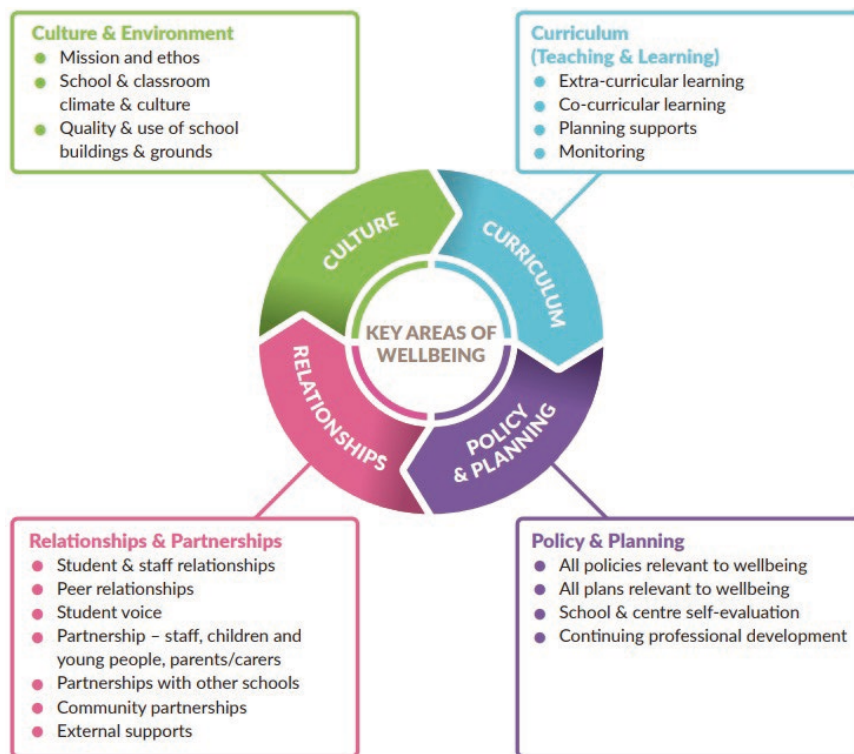 Culture & Environment
● Mission and ethos
● School & classroom
climate & culture
● Quality & use of school
buildings & grounds
Curriculum
(Teaching & Learning)
● Extra-curricular learning
● Co-curricular learning
● Planning supports
● Monitoring
CULTURE
CURRICULUM
KEY AREAS OF
WELLBEING
RELATIONSHIPS
POLICY
& PLANNING
Relationships & Partnerships
● Student & staff relationships
● Peer relationships
● Student voice
● Partnership – staff, children and
young people, parents/carers
● Partnerships with other schools
● Community partnerships
● External supports
Policy & Planning
● All policies relevant to wellbeing
● All plans relevant to wellbeing
● School & centre self-evaluation
● Continuing professional development